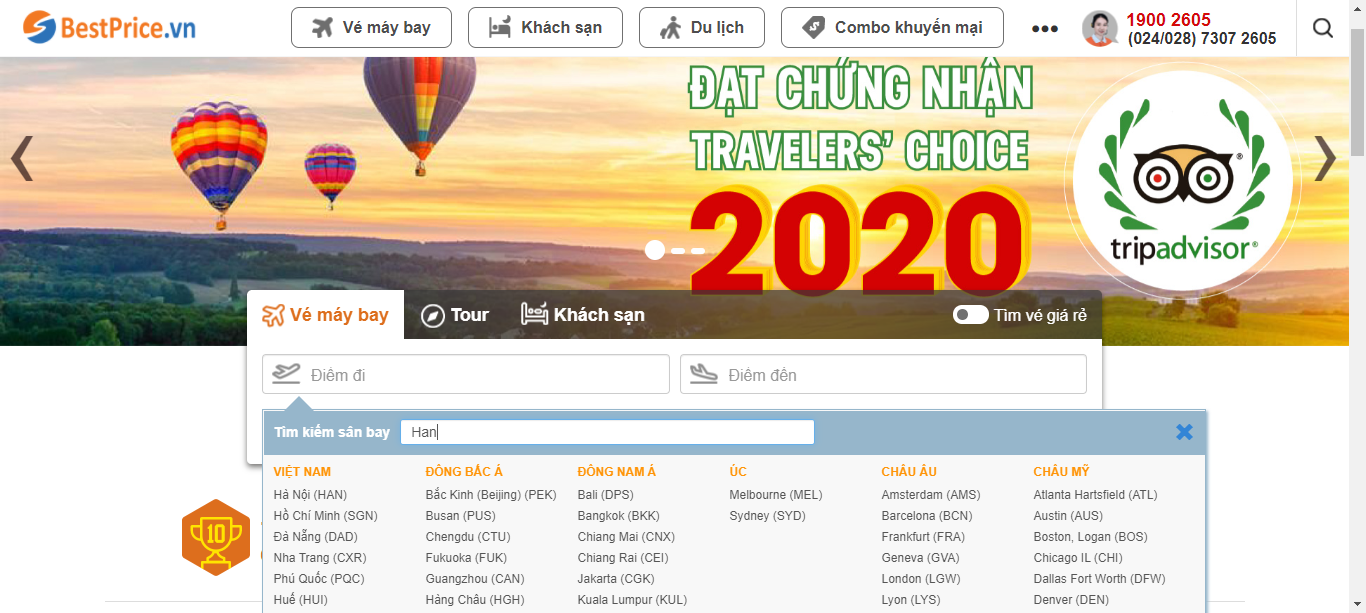 BestPrice.vn
Vé máy bay
Khách sạn
Du lịch
Combo khuyến mại
1900 2605
(024/028) 7307 2605
ĐẠT CHỨNG NHẬN
TRAVELERS' CHOICE
2020
tripadvisor®
Vé máy bay
Tour
Khách sạn
Tìm vé giá rẻ
Điểm đi
Điểm đến
Tìm kiếm sân bay
Han
VIỆT NAM
Hà Nội (HAN)
Hồ Chí Minh (SGN)
Đà Nẵng (DAD)
Nha Trang (CXR)
Phú Quốc (PQC)
Huế (HUI)
ĐÔNG BẮC Á
Bắc Kinh (Beijing) (PEK)
Busan (PUS)
Chengdu (CTU)
Fukuoka (FUK)
Guangzhou (CAN)
Hàng Châu (HGH)
ĐÔNG NAM Á
Bali (DPS)
Bangkok (BKK)
Chiang Mai (CNX)
Chiang Rai (CEI)
Jakarta (CGK)
Kuala Lumpur (KUL)
ÚC
Melbourne (MEL)
Sydney (SYD)
CHÂU ÂU
Amsterdam (AMS)
Barcelona (BCN)
Frankfurt (FRA)
Geneva (GVA)
London (LGW)
Lyon (LYS)
CHÂU MỸ
Atlanta Hartsfield (ATL)
Austin (AUS)
Boston, Logan (BOS)
Chicago IL (CHI)
Dallas Fort Worth (DFW)
Denver (DEN)
10